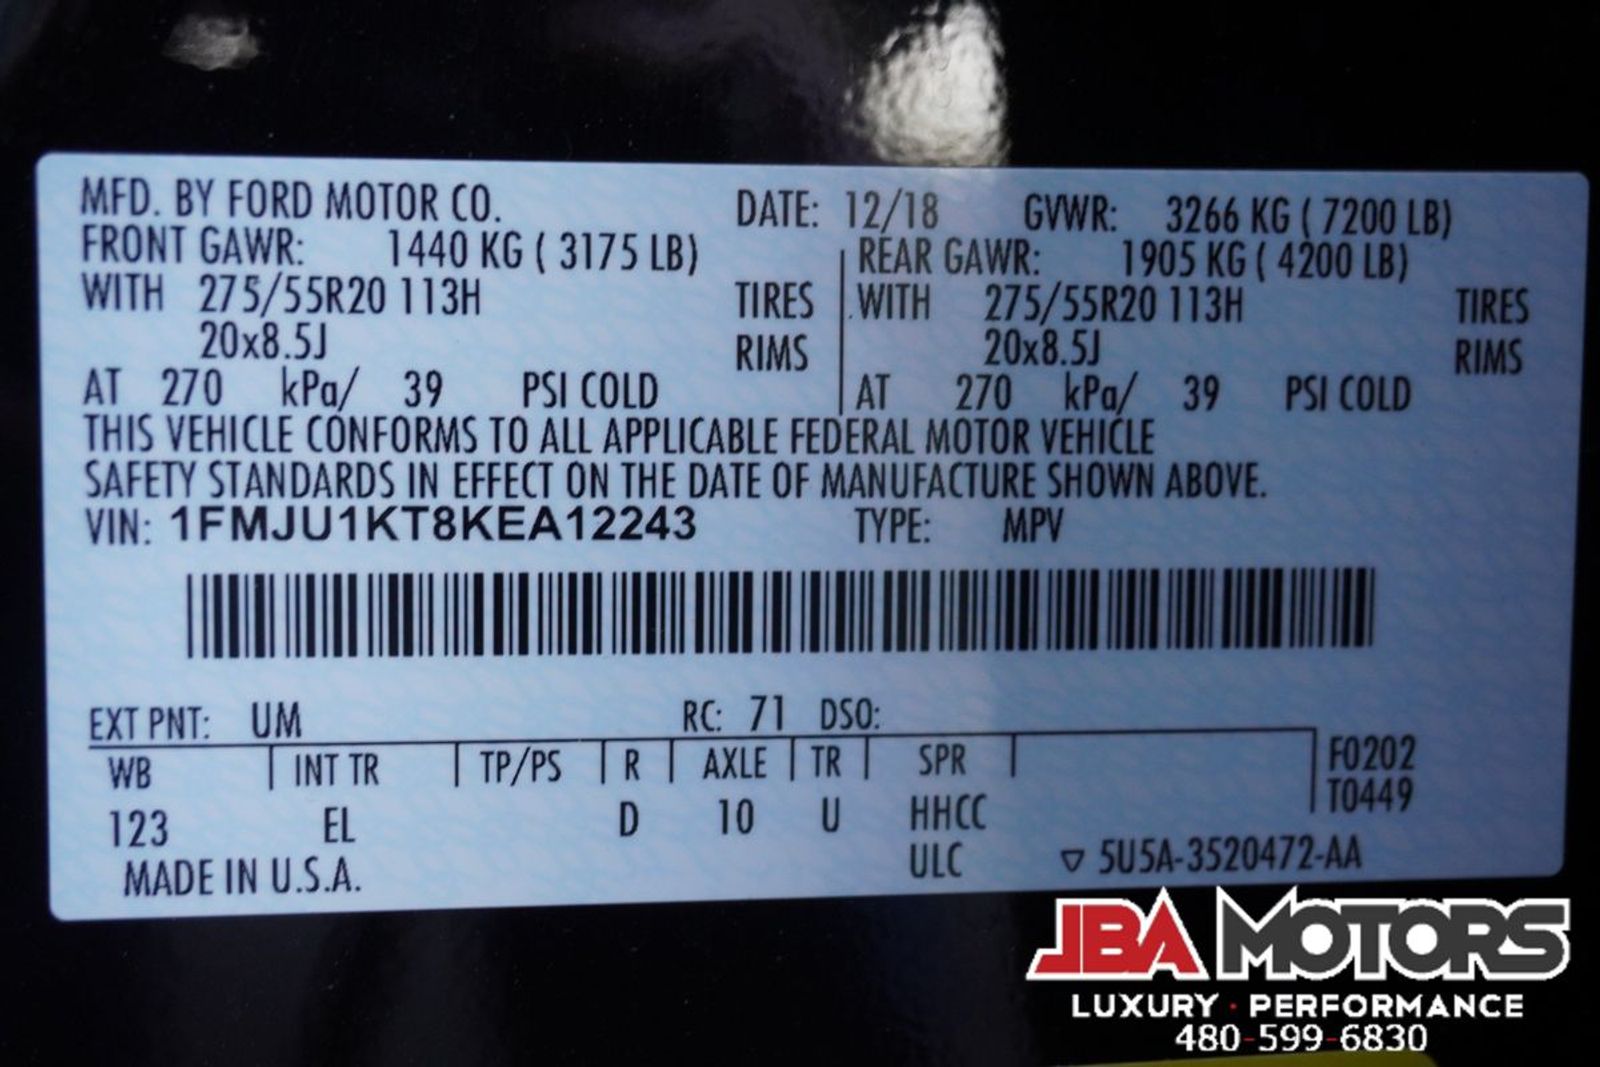 MFD. BY FORD MOTOR CO. DATE: 12/18 GVWR: 3266 KG ( 7200 LB)
FRONT GAWR: 1440 KG ( 3175 LB) REAR GAWR: 1905 KG ( 4200 LB)
WITH 275/55R20 113H TIRES WITH 275/55R20 113H TIRES
20x8.5J RIMS 20x8.5J RIMS
AT 270 kPa/ 39 PSI COLD AT 270 kPa/ 39 PSI COLD
THIS VEHICLE CONFORMS TO ALL APPLICABLE FEDERAL MOTOR VEHICLE
SAFETY STANDARDS IN EFFECT ON THE DATE OF MANUFACTURE SHOWN ABOVE.
VIN: 1FMJU1KT8KEA12243 TYPE: MPV
EXT PNT: UM RC: 71 DSO:
WB INT TR TP/PS R AXLE TR SPR F0202
T0449
123 EL D 10 U HHCC
ULC ▽ 5U5A-3520472-AA
MADE IN U.S.A.
JBA MOTORS
LUXURY · PERFORMANCE
480-599-6830